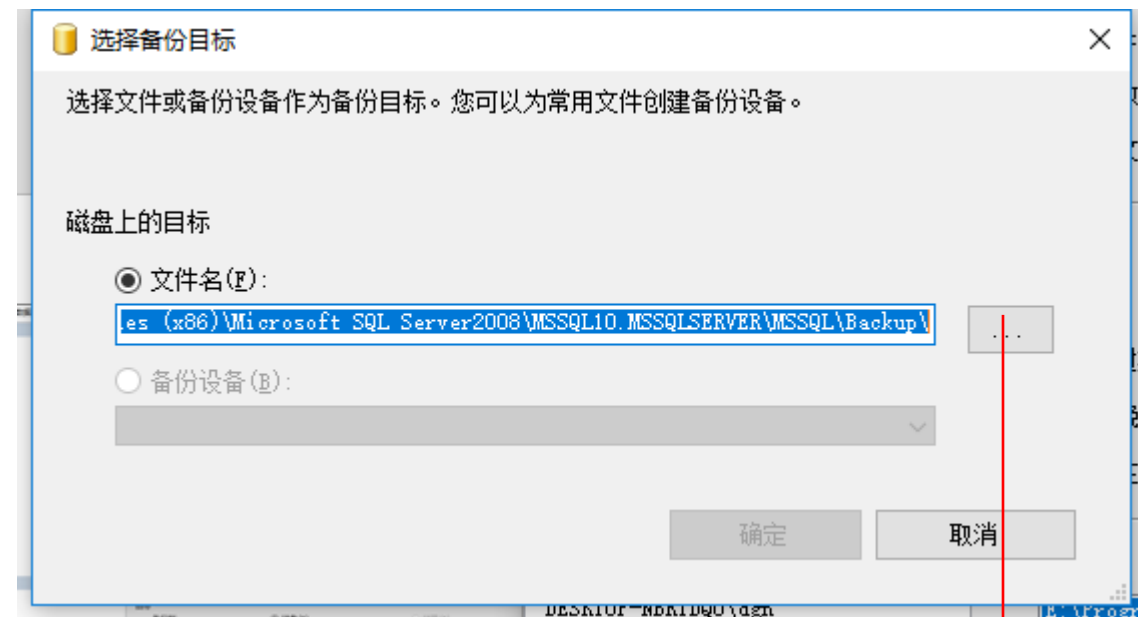 选择备份目标
选择文件或备份设备作为备份目标。您可以为常用文件创建备份设备。
磁盘上的目标
文件名(F):
es (x86)\Microsoft SQL Server2008\MSSQL10.MSSQLSERVER\MSSQL\Backup\
...
备份设备(B):
确定
取消